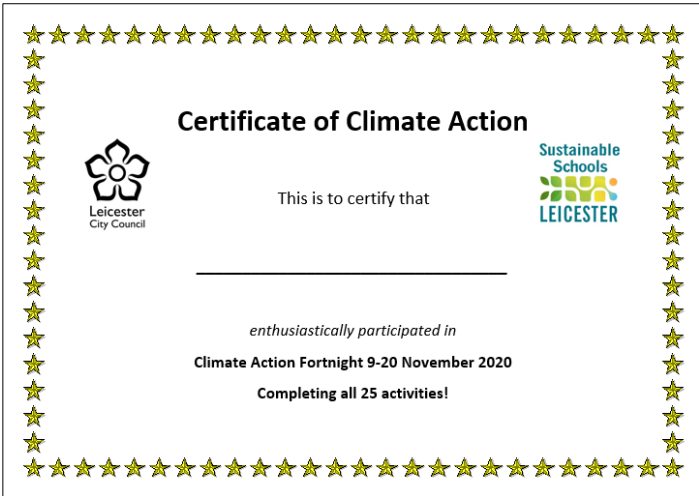 Certificate of Climate Action
Leicester
City Council
This is to certify that
Sustainable
Schools
LEICESTER
enthusiastically participated in
Climate Action Fortnight 9-20 November 2020
Completing all 25 activities!